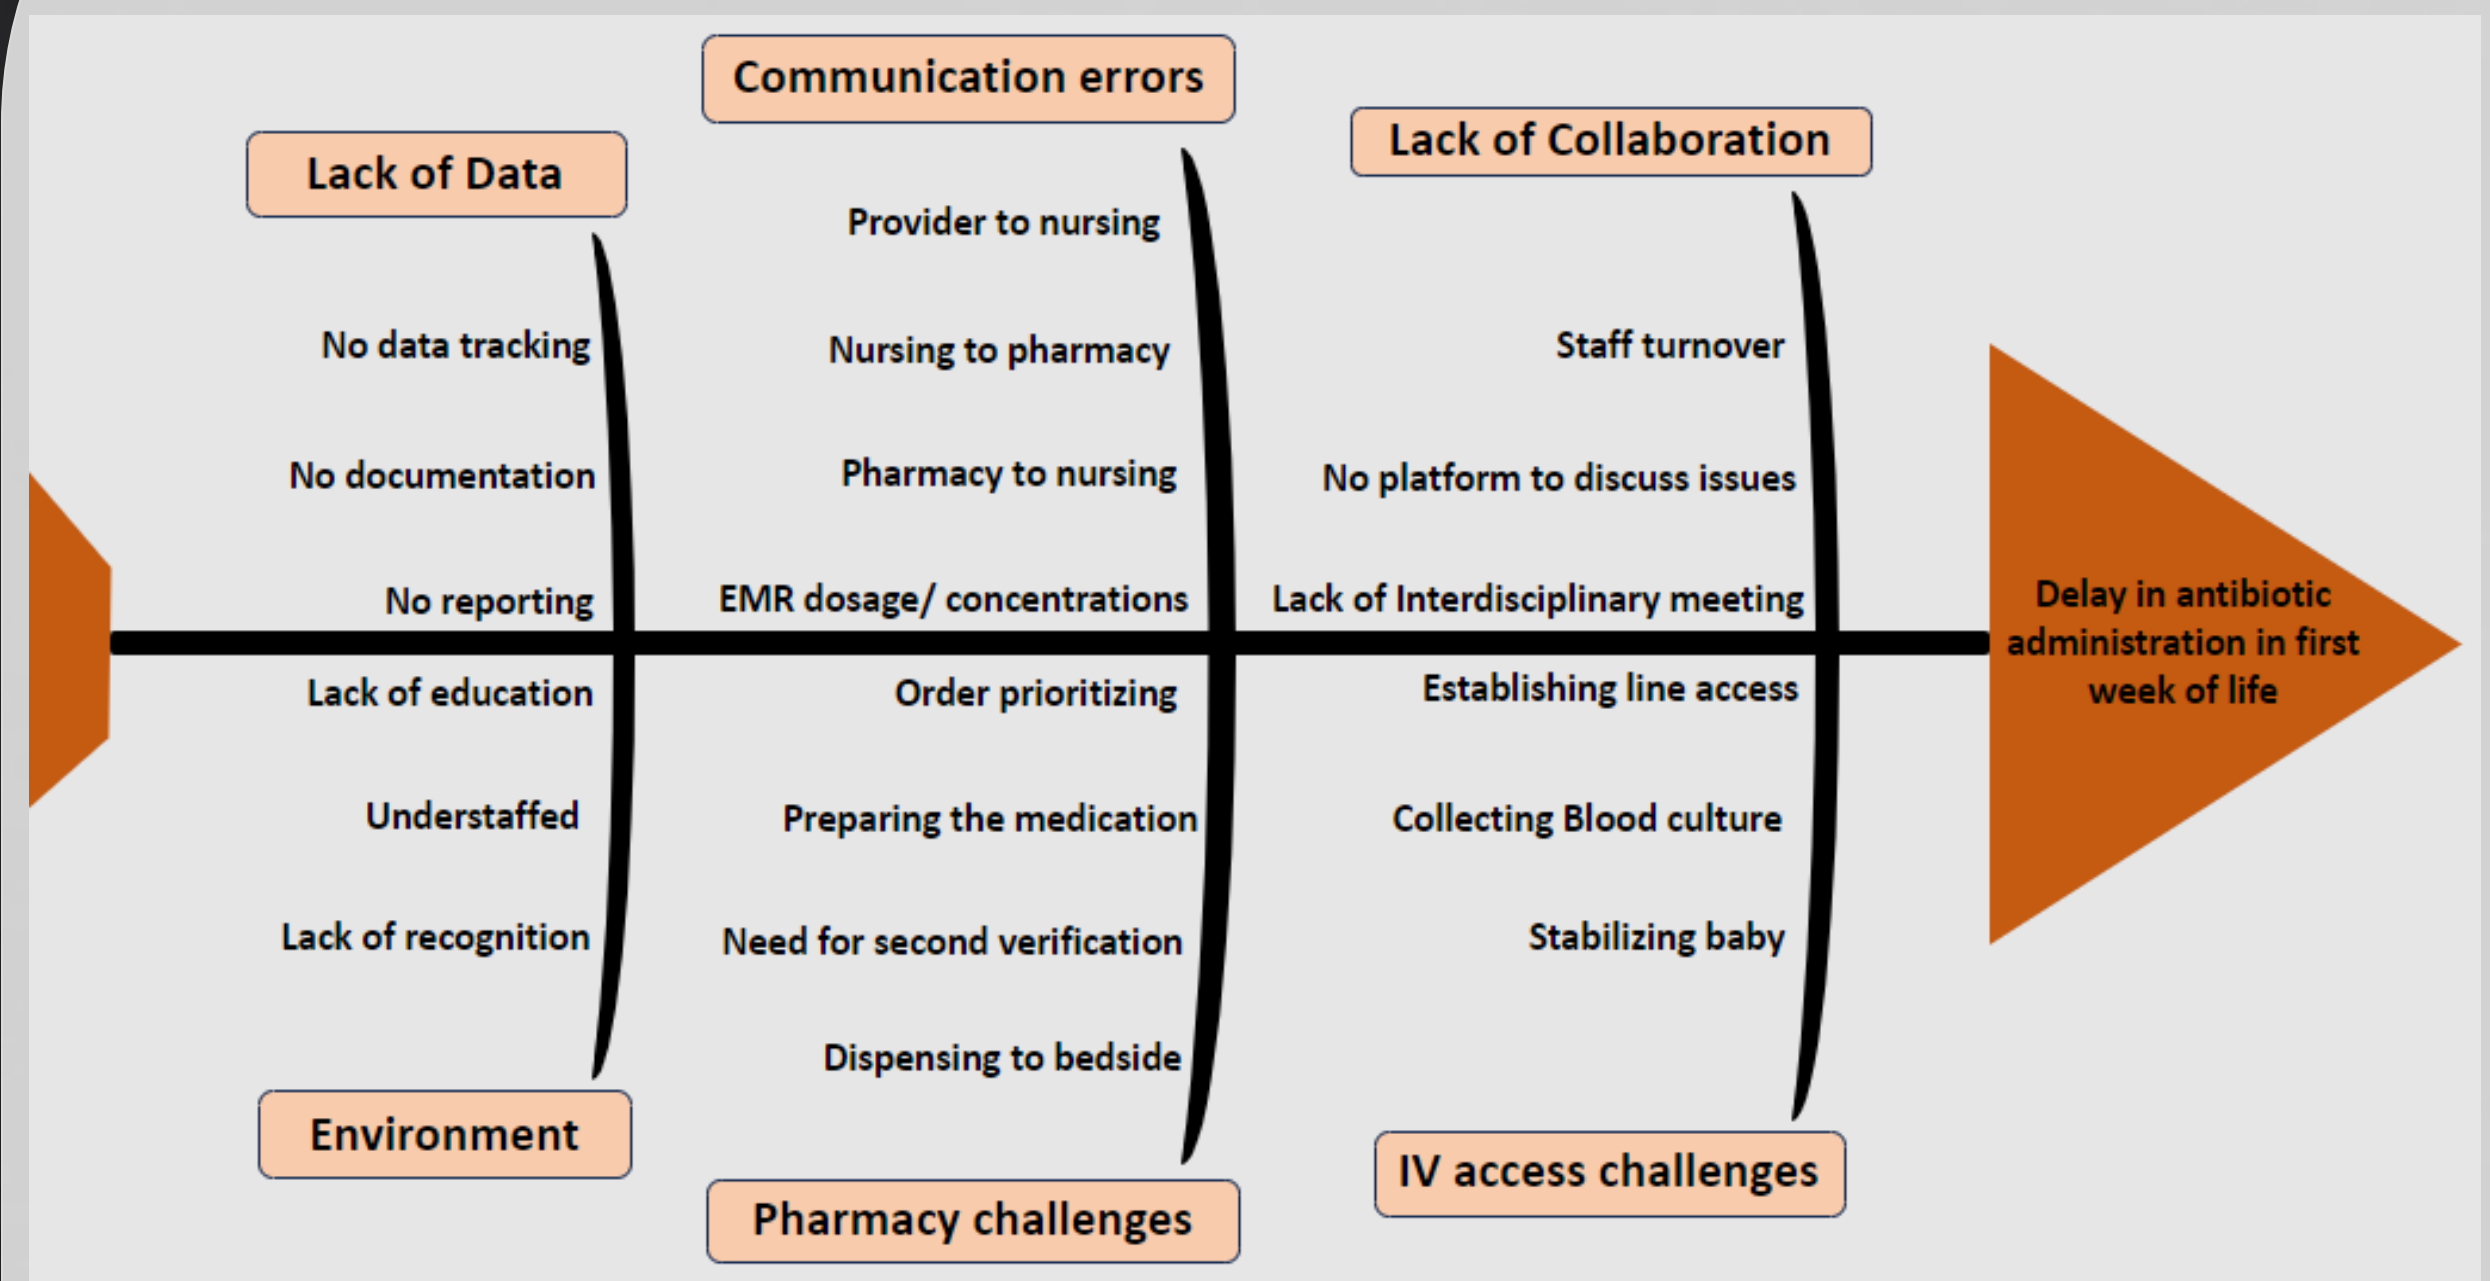 Communication errors
Lack of Collaboration
Lack of Data
Provider to nursing
Nursing to pharmacy
Pharmacy to nursing
EMR dosage/ concentrations
Staff turnover
No platform to discuss issues
Lack of Interdisciplinary meeting
No data tracking
No documentation
No reporting
Lack of education
Understaffed
Lack of recognition
Environment
Order prioritizing
Preparing the medication
Need for second verification
Dispensing to bedside
Pharmacy challenges
Establishing line access
Collecting Blood culture
Stabilizing baby
IV access challenges
Delay in antibiotic
administration in first
week of life